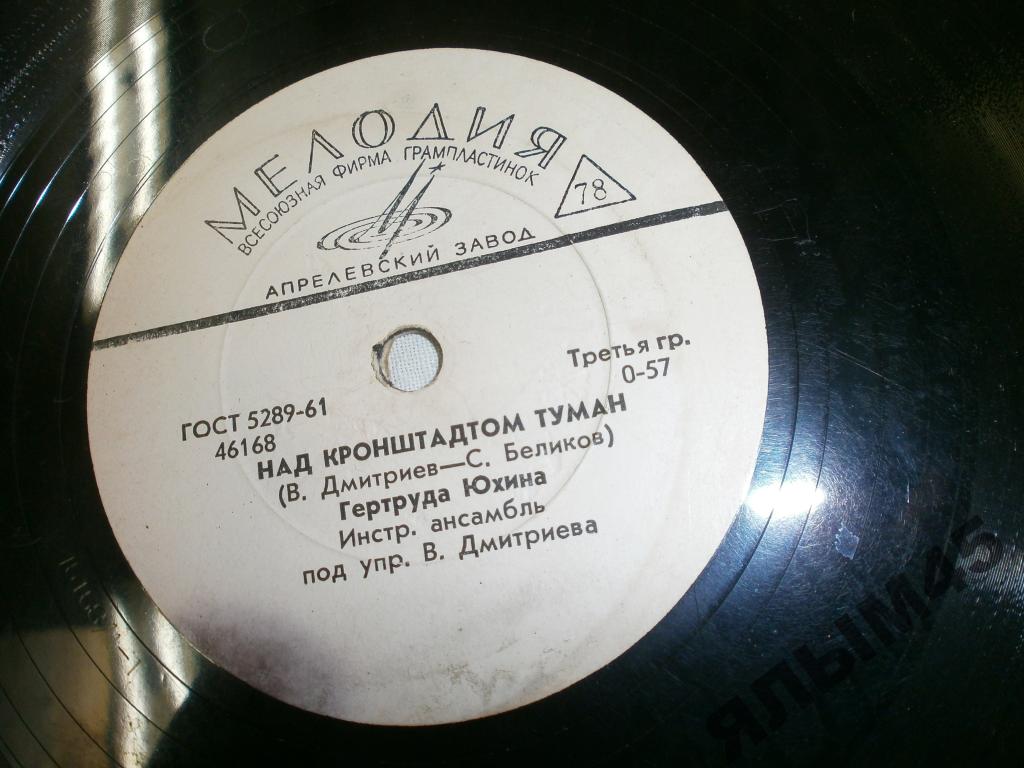 МЕЛОДИЯ
ВСЕСОЮЗНАЯ ФИРМА ГРАМПЛАСТИНОК
78
АПРЕЛЕВСКИЙ ЗАВОД
Третья гр.
0-57
ГОСТ 5289-61
46168
НАД КРОНШТАДТОМ ТУМАН
(В. Дмитриев—С. Беликов)
Гертруда Юхина
Инстр. ансамбль
под упр. В. Дмитриева
ЯЛЫМ45